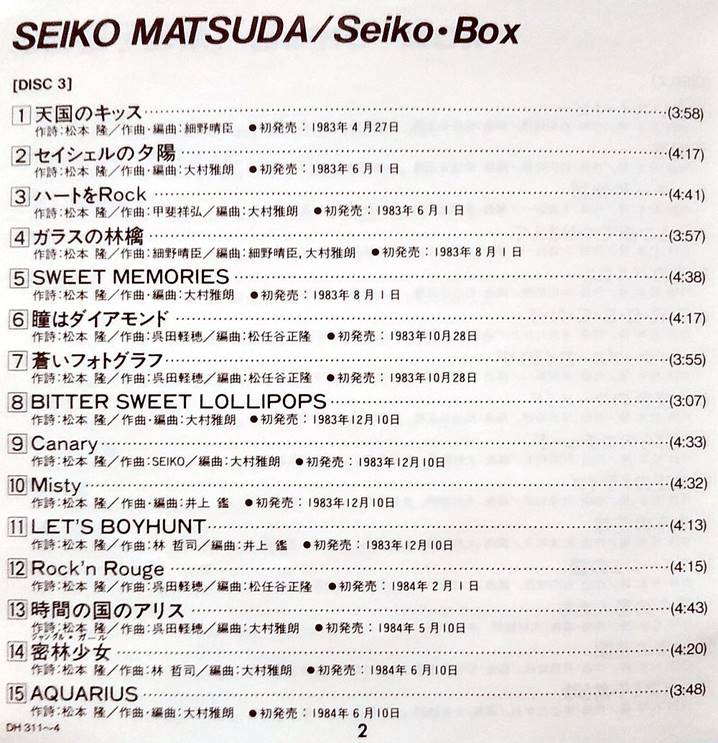 SEIKO MATSUDA/Seiko・Box
[DISC 3]
1 天国のキッス (3:58)
作詩:松本 隆/作曲・編曲:細野晴臣 ●初発売:1983年4月27日
2 セイシェルの夕陽 (4:17)
作詩:松本 隆/作曲・編曲:大村雅朗 ●初発売:1983年6月1日
3 ハートをRock (4:41)
作詩:松本 隆/作曲:甲斐祥弘/編曲:大村雅朗 ●初発売:1983年6月1日
4 ガラスの林檎 (3:57)
作詩:松本 隆/作曲:細野晴臣/編曲:細野晴臣,大村雅朗 ●初発売:1983年8月1日
5 SWEET MEMORIES (4:38)
作詩:松本 隆/作曲・編曲:大村雅朗 ●初発売:1983年8月1日
6 瞳はダイアモンド (4:17)
作詩:松本 隆/作曲:呉田軽穂/編曲:松任谷正隆 ●初発売:1983年10月28日
7 蒼いフォトグラフ (3:55)
作詩:松本 隆/作曲:呉田軽穂/編曲:松任谷正隆 ●初発売:1983年10月28日
8 BITTER SWEET LOLLIPOPS (3:07)
作詩:松本 隆/作曲・編曲:大村雅朗 ●初発売:1983年12月10日
9 Canary (4:33)
作詩:松本 隆/作曲:SEIKO/編曲:大村雅朗 ●初発売:1983年12月10日
10 Misty (4:32)
作詩:松本 隆/作曲・編曲:井上 鑑 ●初発売:1983年12月10日
11 LET'S BOYHUNT (4:13)
作詩:松本 隆/作曲:林 哲司/編曲:井上 鑑 ●初発売:1983年12月10日
12 Rock'n Rouge (4:15)
作詩:松本 隆/作曲:呉田軽穂/編曲:松任谷正隆 ●初発売:1984年2月1日
13 時間の国のアリス (4:43)
作詩:松本 隆/作曲:呉田軽穂/編曲:大村雅朗 ●初発売:1984年5月10日
ジャングル・ガール
14 密林少女 (4:20)
作詩:松本 隆/作曲:林 哲司/編曲:大村雅朗 ●初発売:1984年6月10日
15 AQUARIUS (3:48)
作詩:松本 隆/作曲・編曲:大村雅朗 ●初発売:1984年6月10日
DH 311~4
2